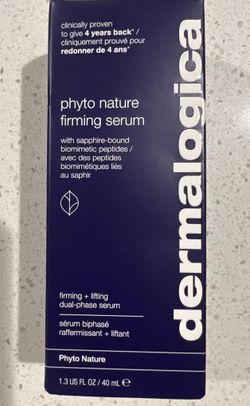 clinically proven
to give 4 years back* /
cliniquement prouvé pour
redonner de 4 ans*
phyto nature
firming serum
with sapphire-bound
biomimetic peptides /
avec des peptides
biomimétiques liés
au saphir
firming + lifting
dual-phase serum
sérum biphasé
raffermissant + liftant
Phyto Nature
1.3 US FL OZ / 40 mL ℮
dermalogica